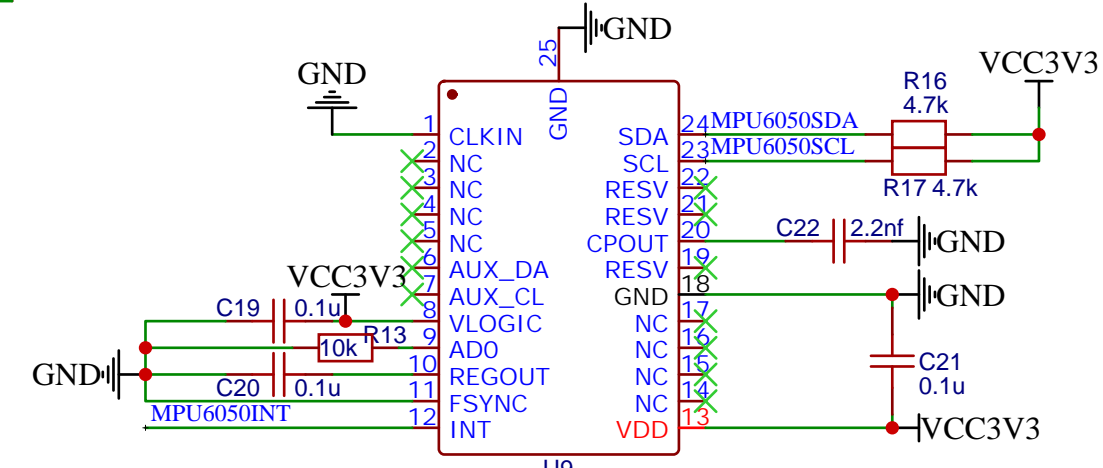 GND
25
GND
GND
VCC3V3
R16
4.7k
1
CLKIN
SDA
24
MPU6050SDA
2
NC
SCL
23
MPU6050SCL
3
NC
RESV
22
R17 4.7k
4
NC
RESV
21
5
NC
CPOUT
20
C22
2.2nf
GND
6
AUX_DA
RESV
19
VCC3V3
7
AUX_CL
GND
18
GND
C19
0.1u
8
VLOGIC
NC
17
R13
10k
9
AD0
NC
16
GND
C20
0.1u
10
REGOUT
NC
15
C21
0.1u
11
FSYNC
NC
14
MPU6050INT
12
INT
VDD
13
VCC3V3
U9